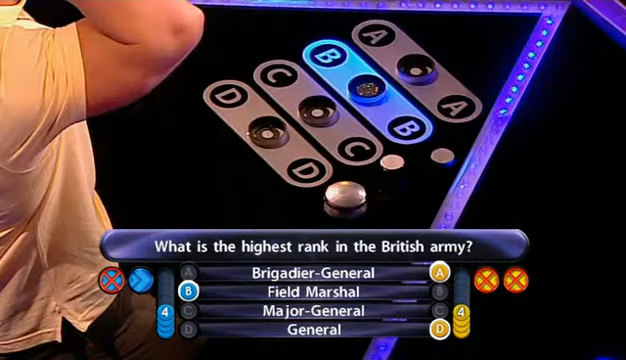 A
B
C
D
A
B
C
D
What is the highest rank in the British army?
A Brigadier-General A
B Field Marshal B
4 C Major-General C 4
D General D